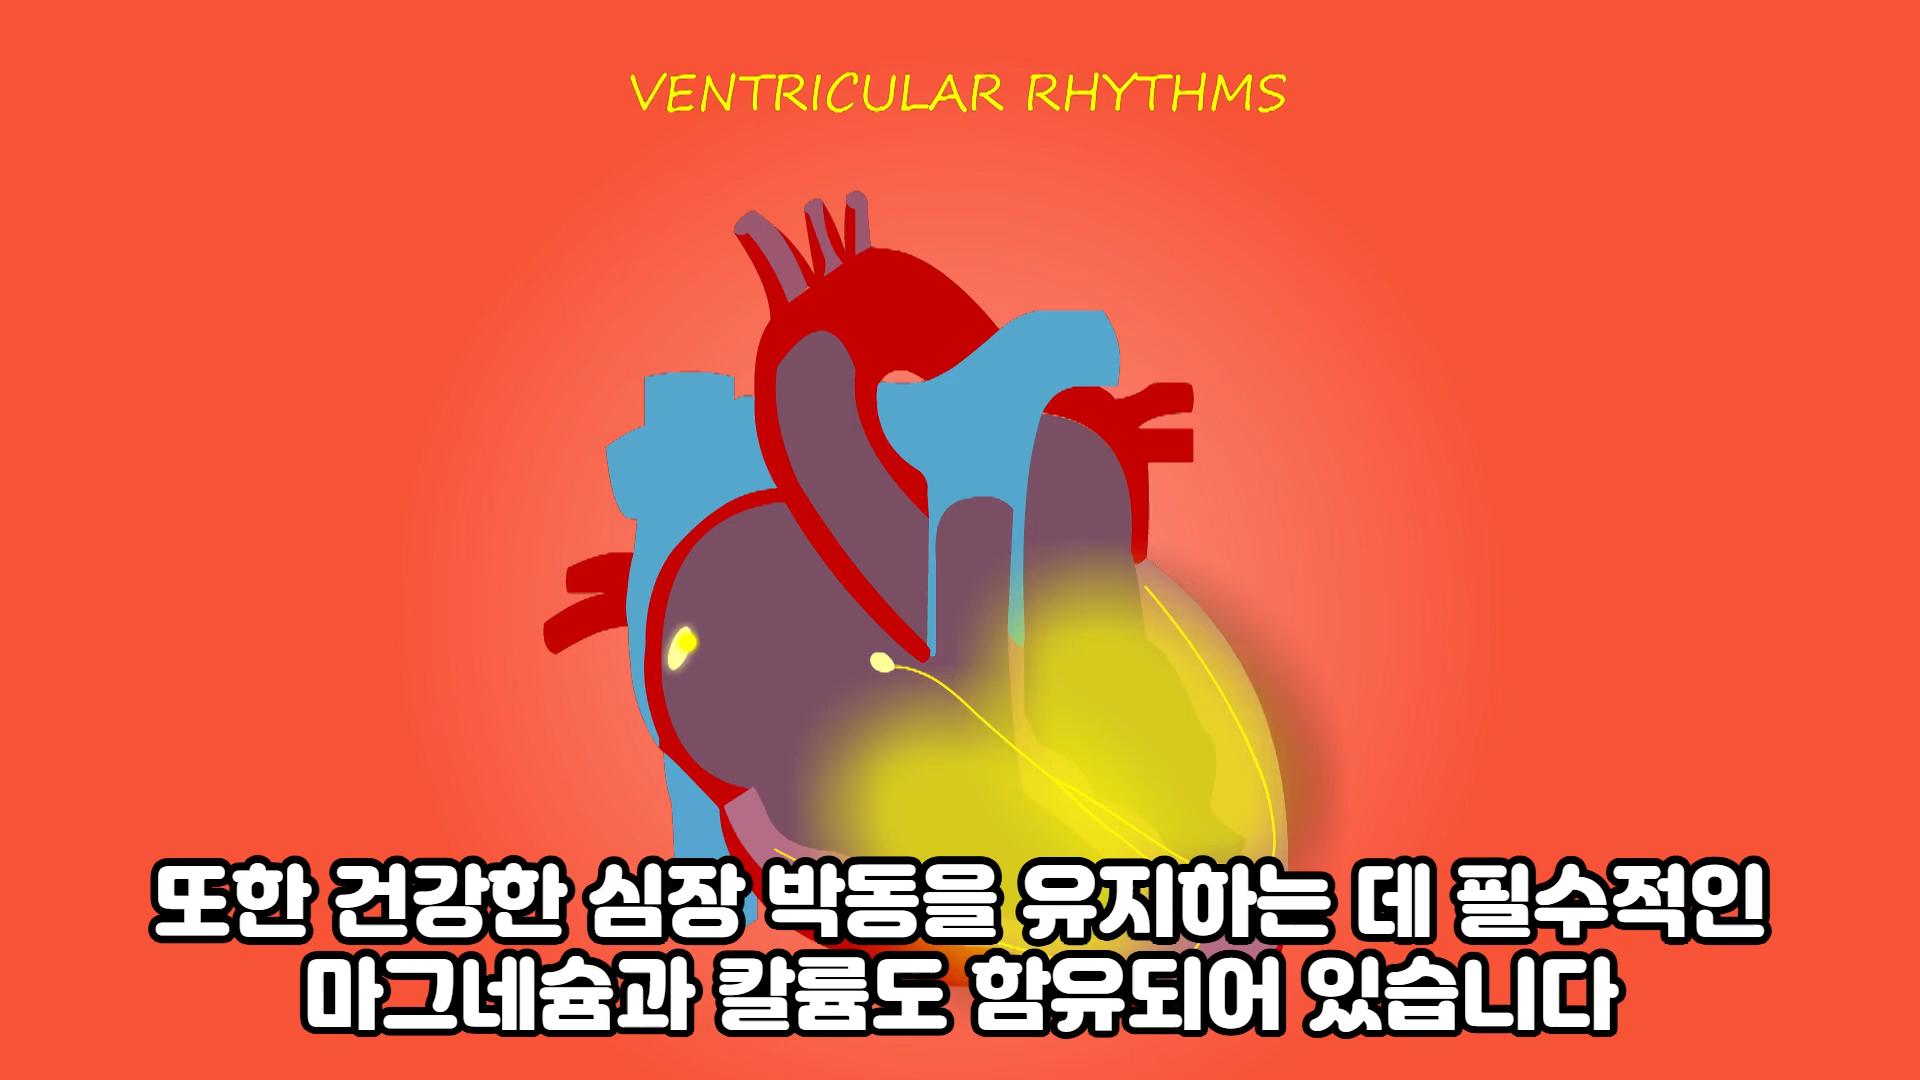 VENTRICULAR RHYTHMS
또한 건강한 심장 박동을 유지하는 데 필수적인
마그네슘과 칼륨도 함유되어 있습니다